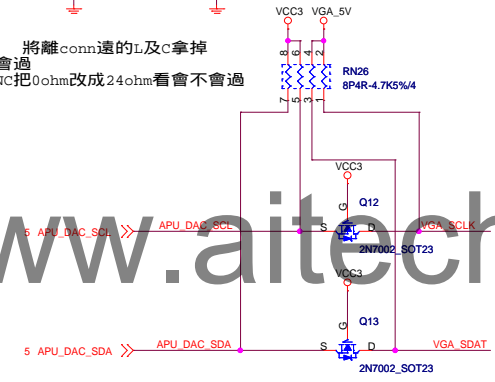 VCC3 VGA_5V
將離conn遠的L及C拿掉
會過
NC把0ohm改成24ohm看會不會過
8 6 4 2
RN26
8P4R-4.7K5%/4
7 5 3 1
VCC3
G Q12
5 APU_DAC_SCL APU_DAC_SCL S D VGA_SCLK
2N7002_SOT23
www.aitech
VCC3
G Q13
5 APU_DAC_SDA APU_DAC_SDA S D VGA_SDAT
2N7002_SOT23